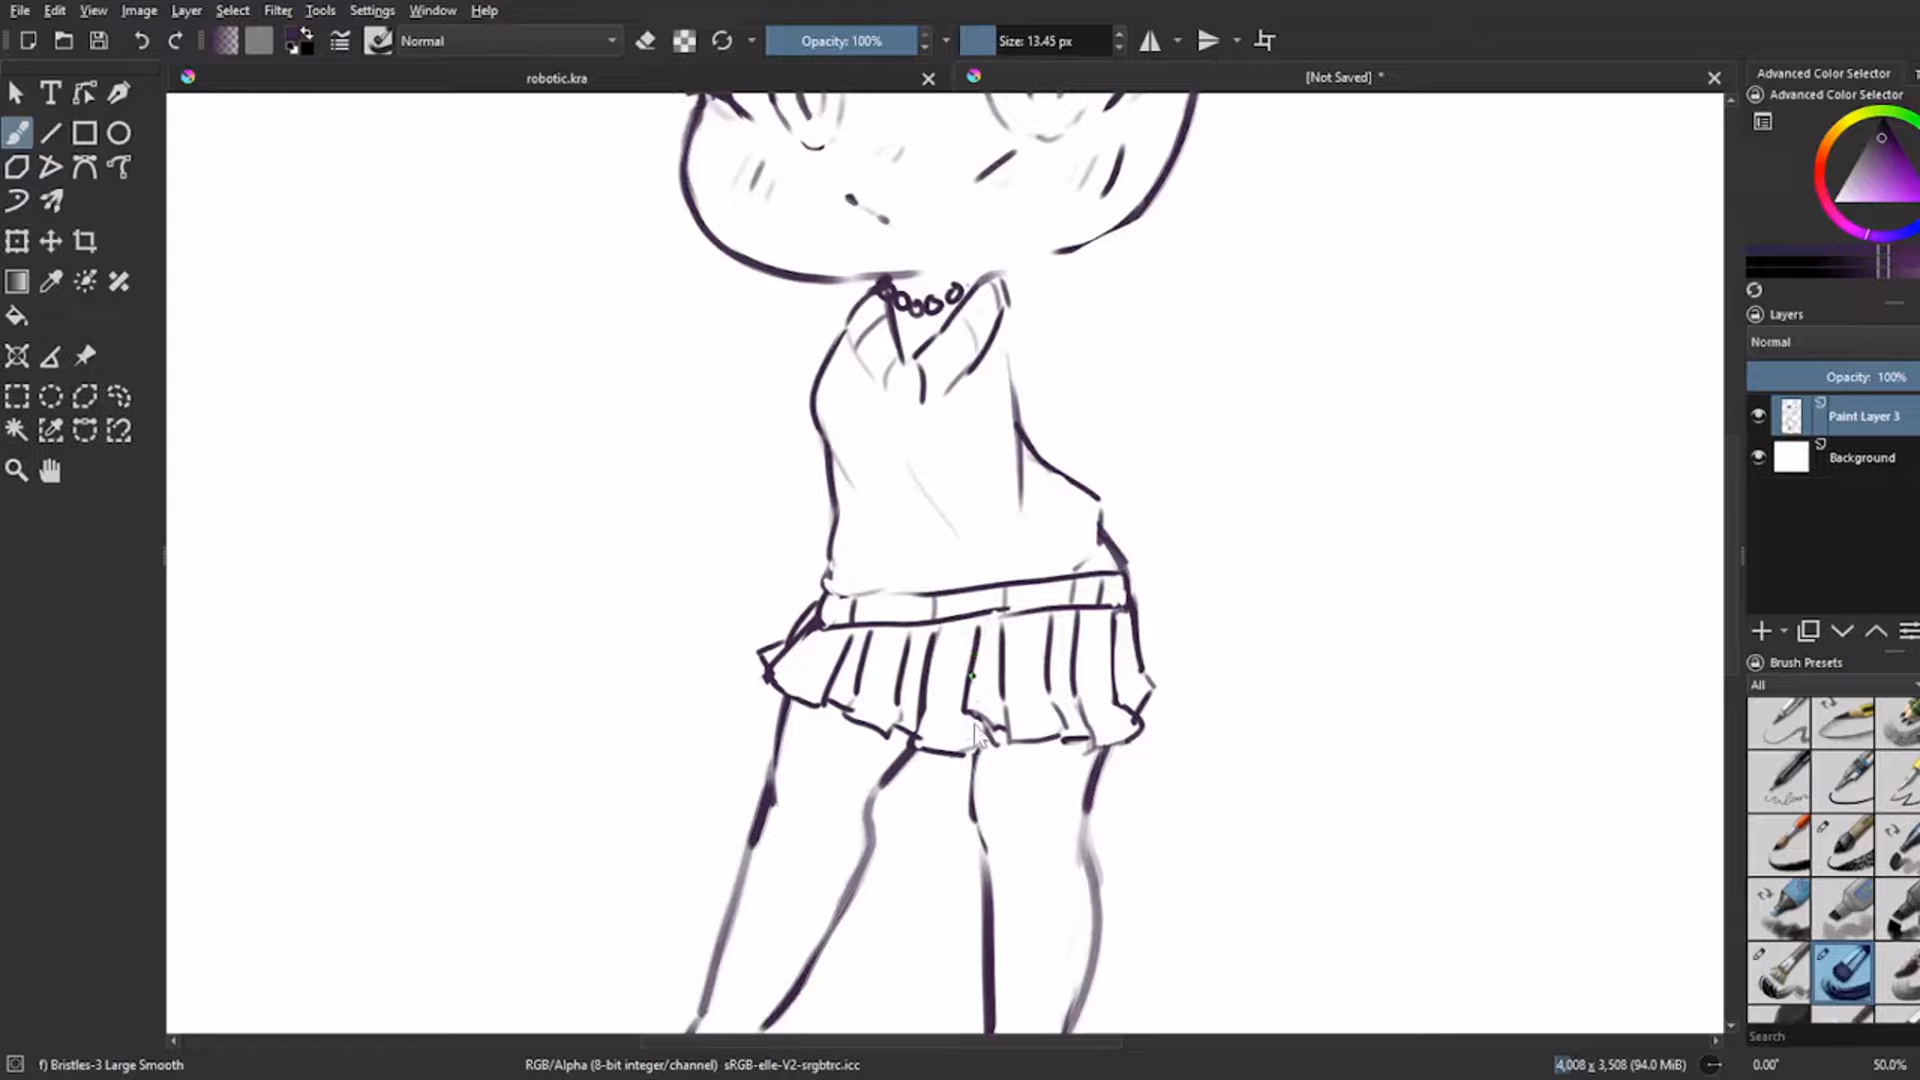 File Edit View Image Layer Select Filter Tools Settings Window Help
Normal Opacity: 100% Size: 13.45 px
robotic.kra [Not Saved] * Advanced Color Selector
Advanced Color Selector
Layers
Normal
Opacity: 100%
Paint Layer 3
Background
Brush Presets
All
Search
f) Bristles-3 Large Smooth RGB/Alpha (8-bit integer/channel) sRGB-elle-V2-srgbtrc.icc 4,008 x 3,508 (94.0 MiB) 0.00° 50.0%